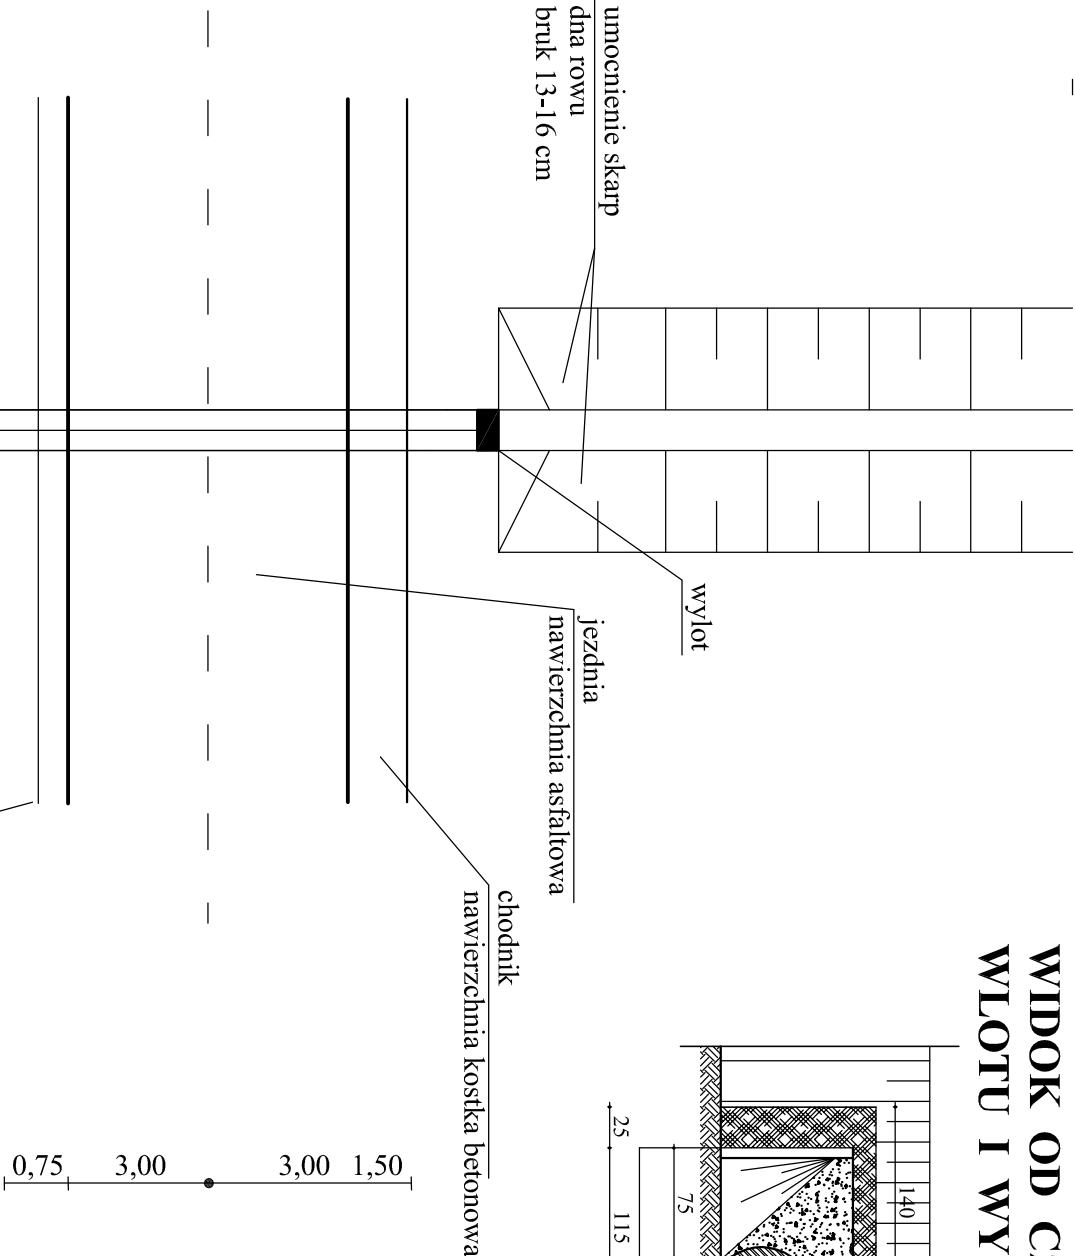 umocnienie skarp
dna rowu
bruk 13-16 cm
wylot
jezdnia
nawierzchnia asfaltowa
chodnik
nawierzchnia kostka betonowa
WIDOK OD
WLOTU I
25
140
75
115
0,75 3,00 3,00 1,50